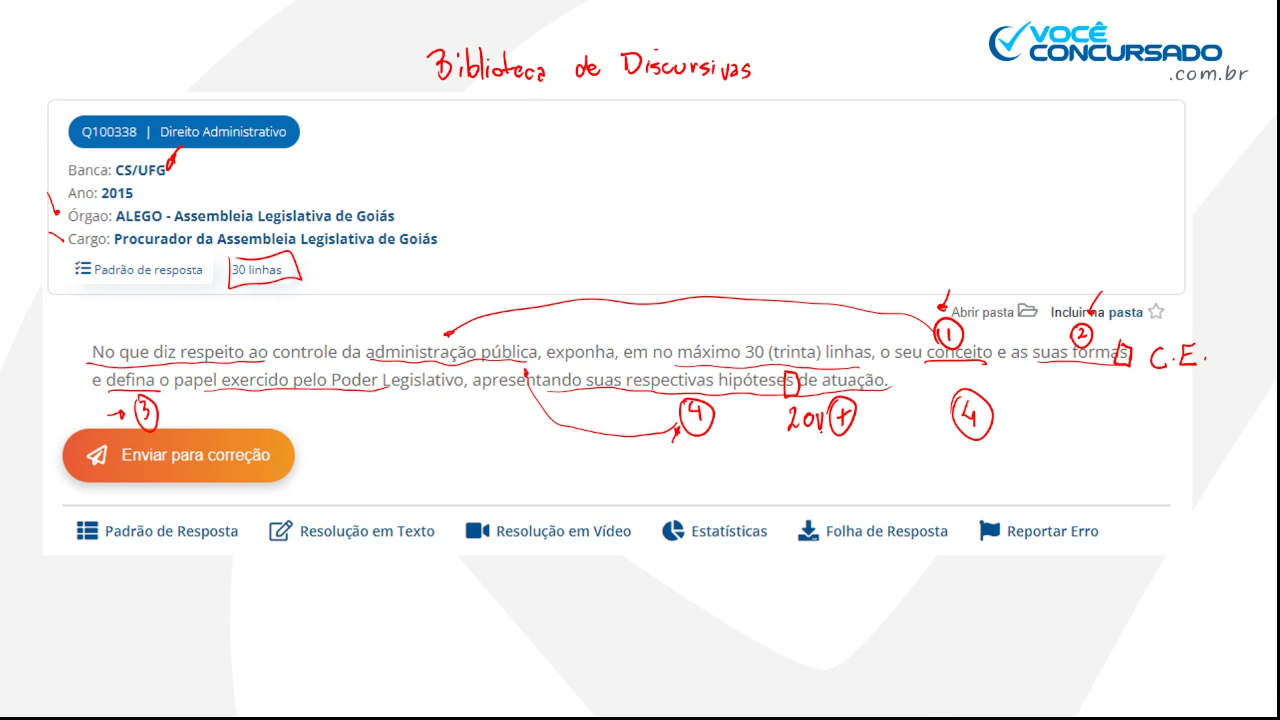 VOCÊ
CONCURSADO
.com.br
Biblioteca de Discursivas
Q100338 | Direito Administrativo
Banca: CS/UFG
Ano: 2015
Órgao: ALEGO - Assembleia Legislativa de Goiás
Cargo: Procurador da Assembleia Legislativa de Goiás
Padrão de resposta 30 linhas
Abrir pasta Incluir na pasta
1 2
No que diz respeito ao controle da administração pública, exponha, em no máximo 30 (trinta) linhas, o seu conceito e as suas formas C.E.
e defina o papel exercido pelo Poder Legislativo, apresentando suas respectivas hipóteses de atuação.
3 4 2 ou + 4
Enviar para correção
Padrão de Resposta Resolução em Texto Resolução em Vídeo Estatísticas Folha de Resposta Reportar Erro